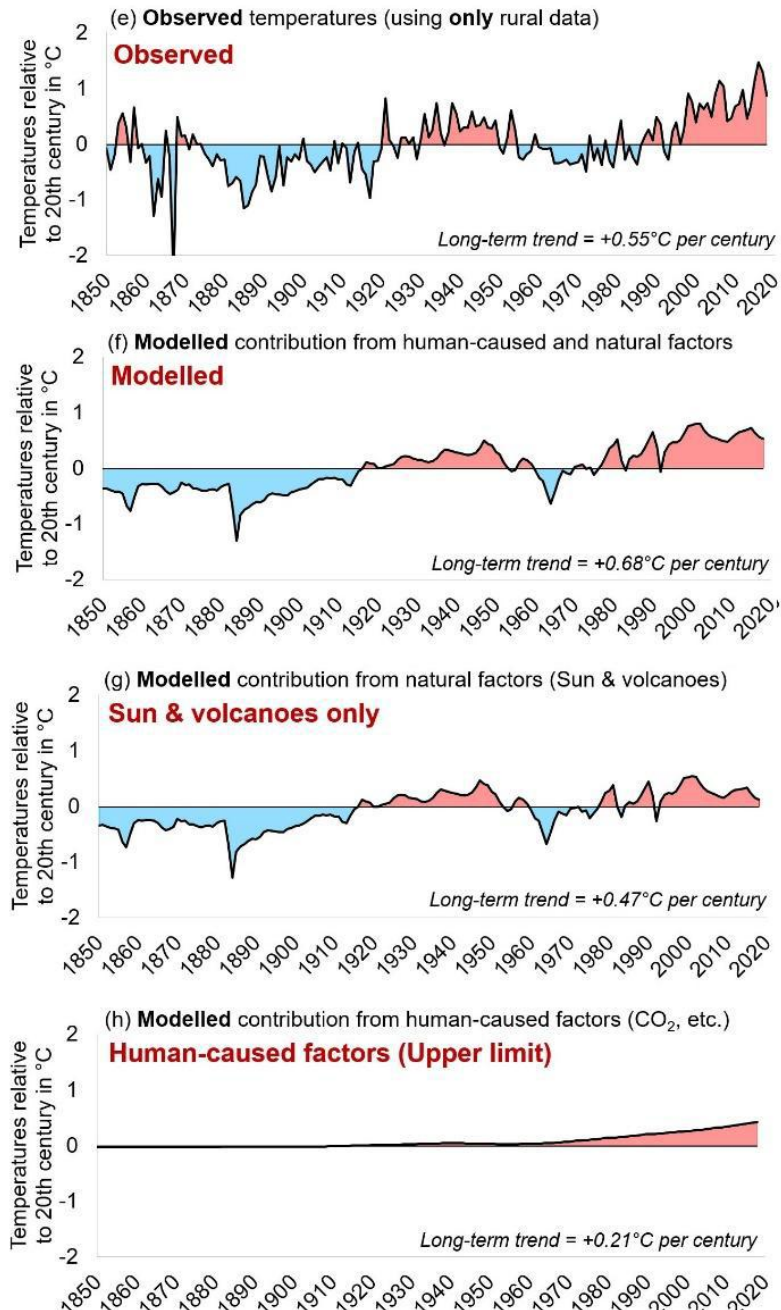 (e) Observed temperatures (using only rural data)
Observed
Temperatures relative
to 20th century in °C
2
1
0
-1
-2
Long-term trend = +0.55°C per century
1850 1860 1870 1880 1890 1900 1910 1920 1930 1940 1950 1960 1970 1980 1990 2000 2010 2020
(f) Modelled contribution from human-caused and natural factors
Modelled
Temperatures relative
to 20th century in °C
2
1
0
-1
-2
Long-term trend = +0.68°C per century
1850 1860 1870 1880 1890 1900 1910 1920 1930 1940 1950 1960 1970 1980 1990 2000 2010 2020
(g) Modelled contribution from natural factors (Sun & volcanoes)
Sun & volcanoes only
Temperatures relative
to 20th century in °C
2
1
0
-1
-2
Long-term trend = +0.47°C per century
1850 1860 1870 1880 1890 1900 1910 1920 1930 1940 1950 1960 1970 1980 1990 2000 2010 2020
(h) Modelled contribution from human-caused factors (CO₂, etc.)
Human-caused factors (Upper limit)
Temperatures relative
to 20th century in °C
2
1
0
-1
-2
Long-term trend = +0.21°C per century
1850 1860 1870 1880 1890 1900 1910 1920 1930 1940 1950 1960 1970 1980 1990 2000 2010 2020